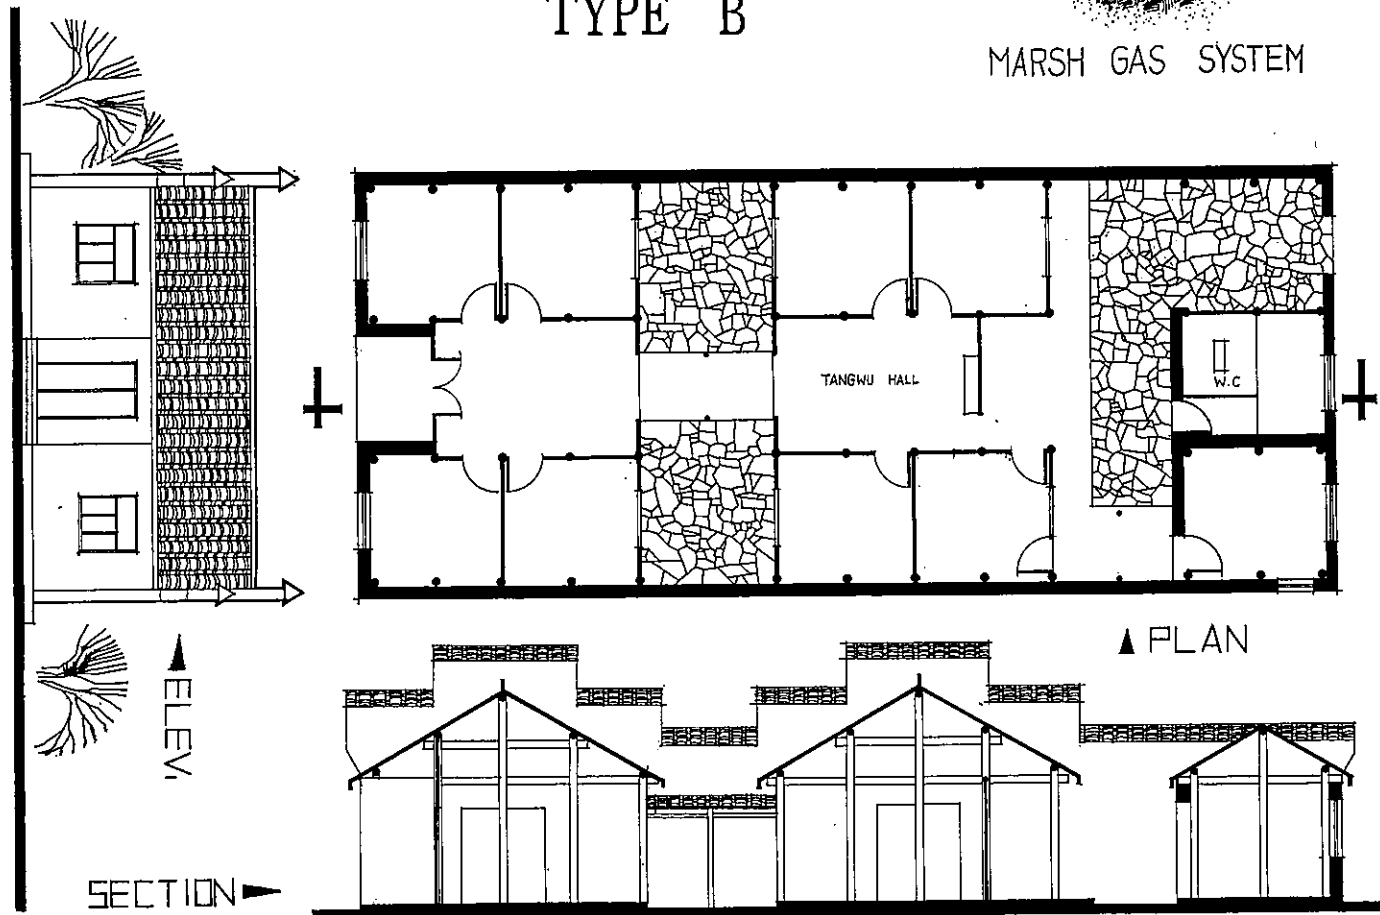 TYPE B
MARSH GAS SYSTEM
TANGWU HALL
W.C
PLAN
ELEV.
SECTION